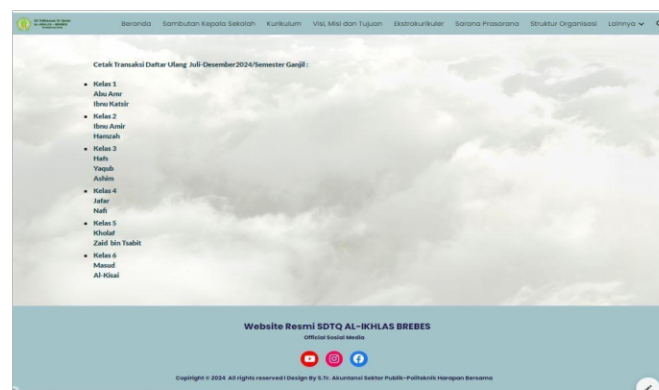 Beranda Sambutan Kepala Sekolah Kurikulum Visi, Misi dan Tujuan Ekstrakurikuler Sarana Prasarana Struktur Organisasi Lainnya
Cetak Transaksi Daftar Ulang Juli-Desember2024/Semester Ganjil :
Kelas 1
Abu Amr
Ibnu Katsir
Kelas 2
Ibnu Amir
Hamzah
Kelas 3
Hafs
Yaqub
Ashim
Kelas 4
Jafar
Nafi
Kelas 5
Kholaf
Zaid bin Tsabit
Kelas 6
Masud
Al-Kisai
Website Resmi SDTQ AL-IKHLAS BREBES
Official Sosial Media
Copiright © 2024 All rights reserved I Design By S.Tr. Akuntansi Sektor Publik-Politeknik Harapan Bersama